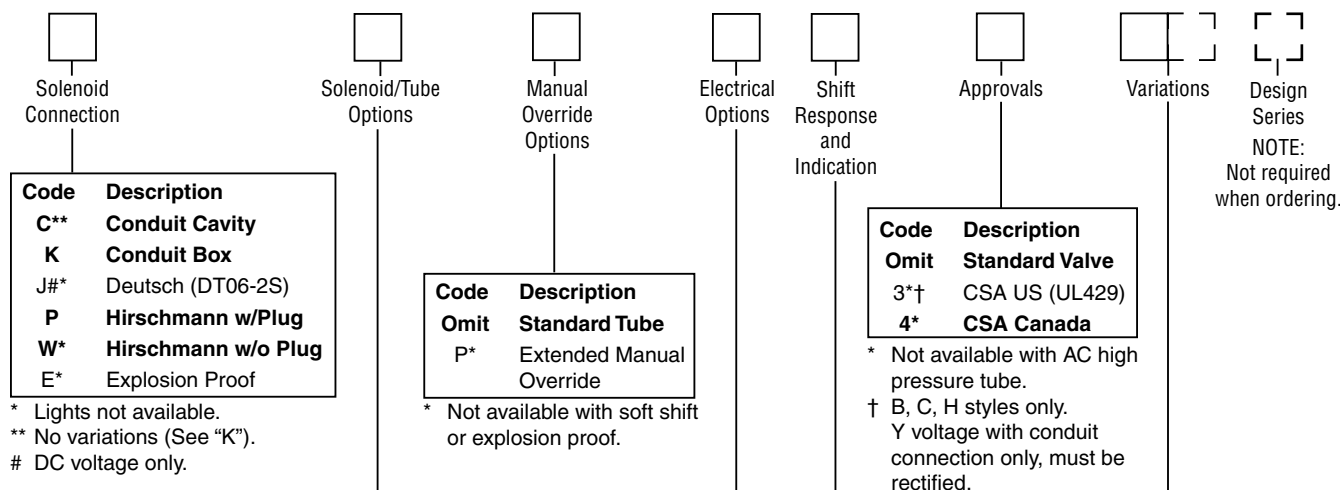 Solenoid
Connection
Solenoid/Tube
Options
Manual
Override
Options
Electrical
Options
Shift
Response
and
Indication
Approvals
Variations
Design
Series
NOTE:
Not required
when ordering.
Code Description
C** Conduit Cavity
K Conduit Box
J#* Deutsch (DT06-2S)
P Hirschmann w/Plug
W* Hirschmann w/o Plug
E* Explosion Proof
* Lights not available.
** No variations (See “K”).
# DC voltage only.
Code Description
Omit Standard Tube
P* Extended Manual
Override
* Not available with soft shift
or explosion proof.
Code Description
Omit Standard Valve
3*† CSA US (UL429)
4* CSA Canada
* Not available with AC high
pressure tube.
† B, C, H styles only.
Y voltage with conduit
connection only, must be
rectified.